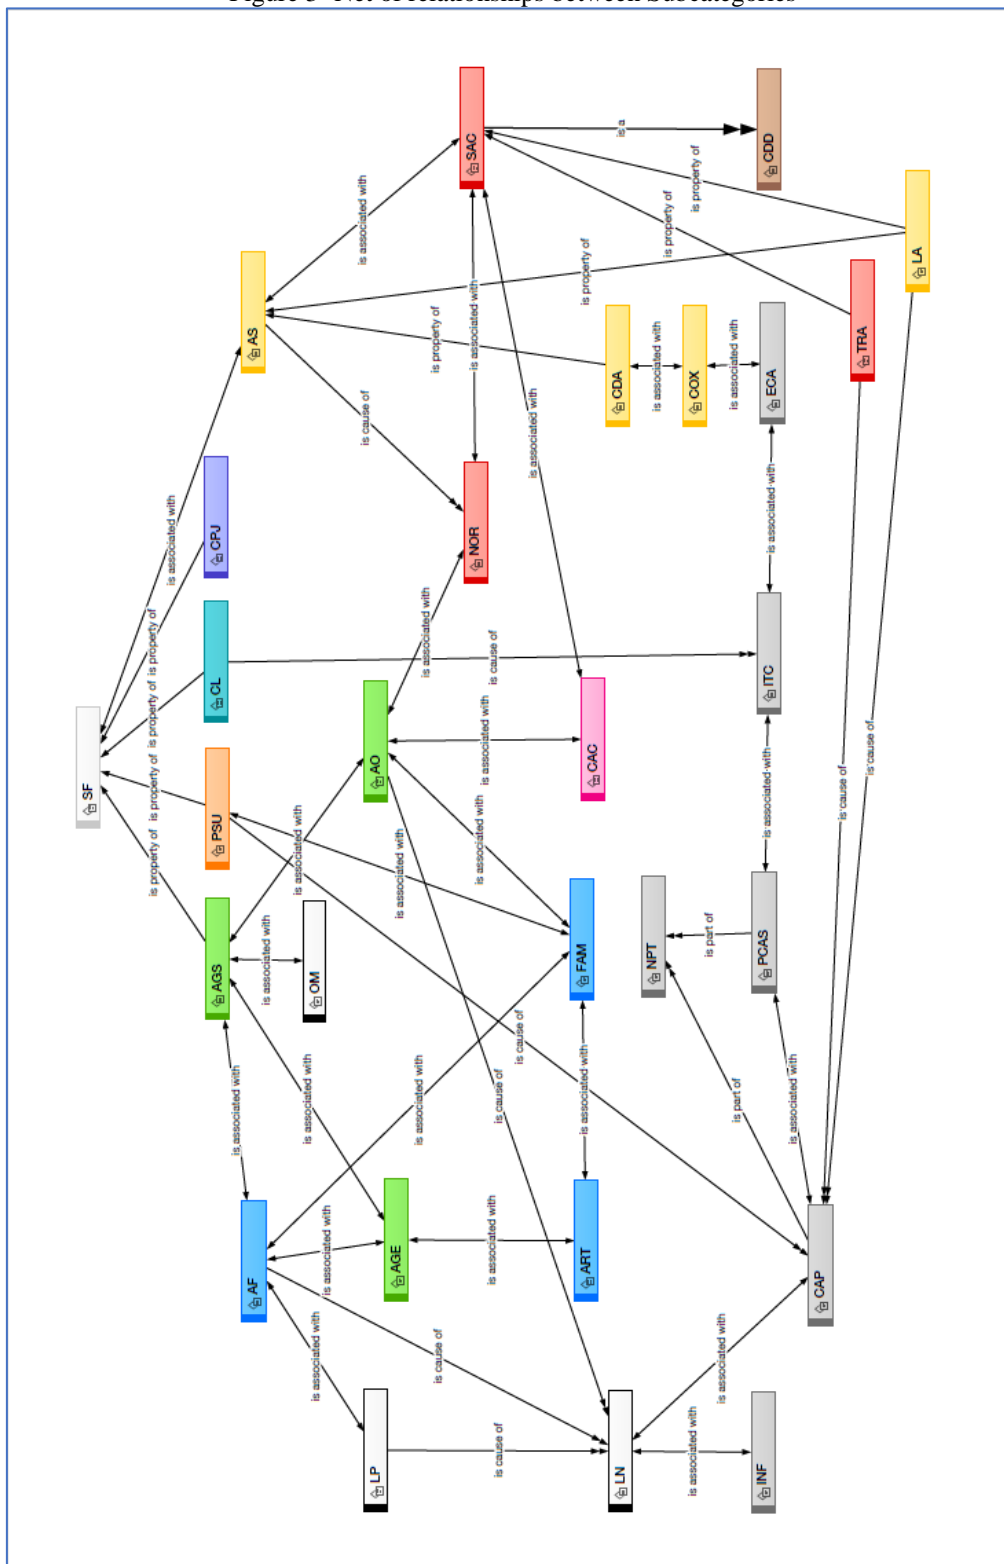 Figure 3- Net of relationships between Subcategories
SF
is property of
is property of
is property of
is property of
is associated with
AGS
PSU
CL
CPJ
is associated with
AF
AS
is associated with
is associated with
is associated with
OM
is associated with
is associated with
is cause of
is associated with
LP
AGE
AO
is associated with
is associated with
is associated with
is property of
is cause of
NOR
is associated with
SAC
is associated with
is associated with
is associated with
is cause of
is cause of
is cause of
is cause of
is associated with
ART
is associated with
FAM
CAC
is property of
LN
CDA
is a
NPT
is associated with
is property of
is associated with
COX
is property of
is part of
is associated with
is associated with
is part of
INF
PCAS
is associated with
ITC
is associated with
ECA
CDD
is associated with
CAP
is cause of
TRA
is cause of
LA